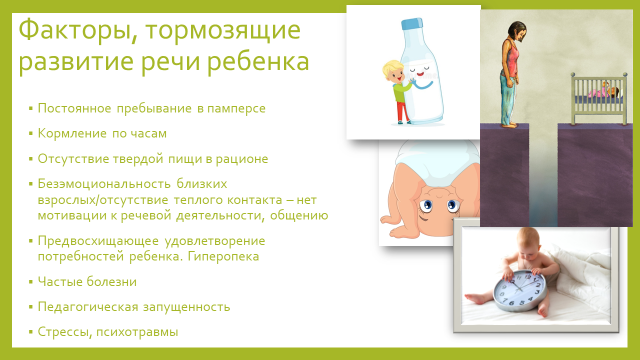 Факторы, тормозящие
развитие речи ребенка
▪ Постоянное пребывание в памперсе
▪ Кормление по часам
▪ Отсутствие твердой пищи в рационе
▪ Безэмоциональность близких
взрослых/отсутствие теплого контакта – нет
мотивации к речевой деятельности, общению
▪ Предвосхищающее удовлетворение
потребностей ребенка. Гиперопека
▪ Частые болезни
▪ Педагогическая запущенность
▪ Стрессы, психотравмы